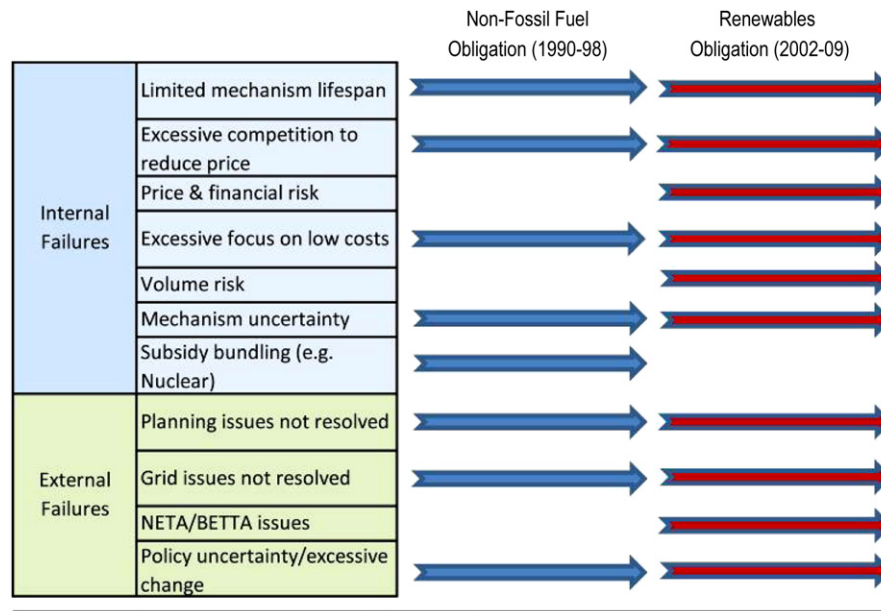 Non-Fossil Fuel
Obligation (1990-98)
Renewables
Obligation (2002-09)
Internal
Failures
Limited mechanism lifespan
Excessive competition to
reduce price
Price & financial risk
Excessive focus on low costs
Volume risk
Mechanism uncertainty
Subsidy bundling (e.g.
Nuclear)
External
Failures
Planning issues not resolved
Grid issues not resolved
NETA/BETTA issues
Policy uncertainty/excessive
change